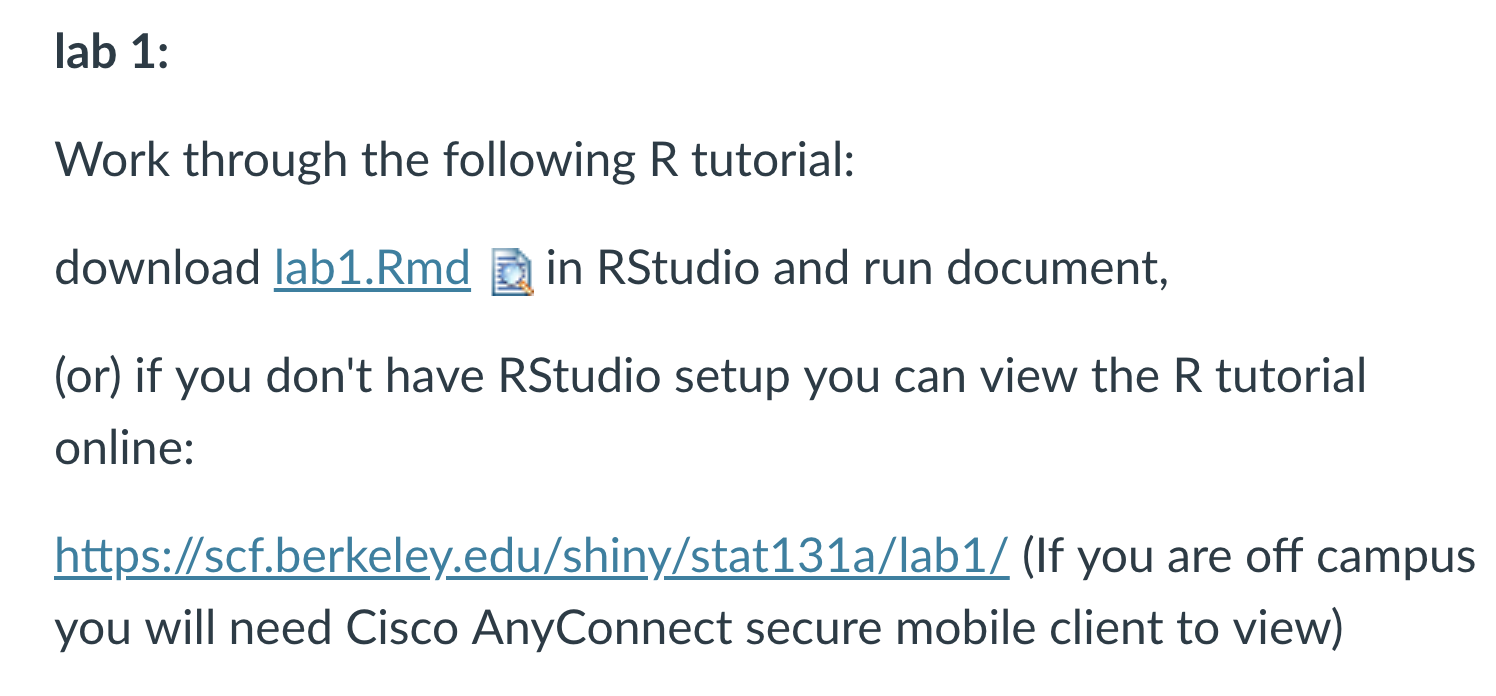 lab 1:
Work through the following R tutorial:
download lab1.Rmd in RStudio and run document,
(or) if you don't have RStudio setup you can view the R tutorial
online:
https://scf.berkeley.edu/shiny/stat131a/lab1/ (If you are off campus
you will need Cisco AnyConnect secure mobile client to view)